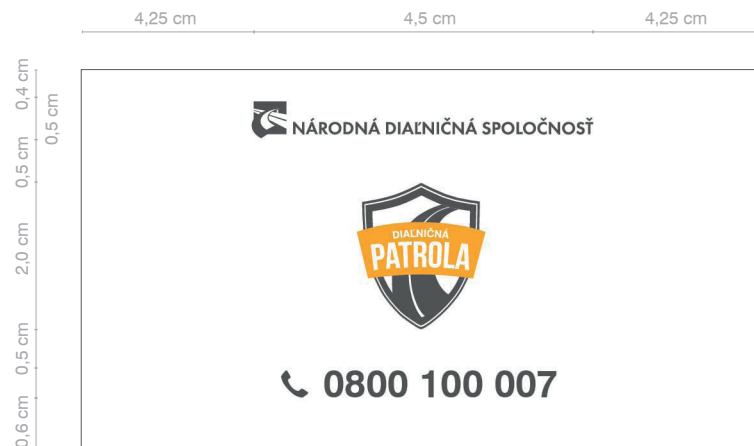 4,25 cm 4,5 cm 4,25 cm
0,4 cm
0,5 cm
0,5 cm
2,0 cm
0,5 cm
0,6 cm
NÁRODNÁ DIAĽNIČNÁ SPOLOČNOSŤ
DIAĽNIČNÁ
PATROLA
0800 100 007